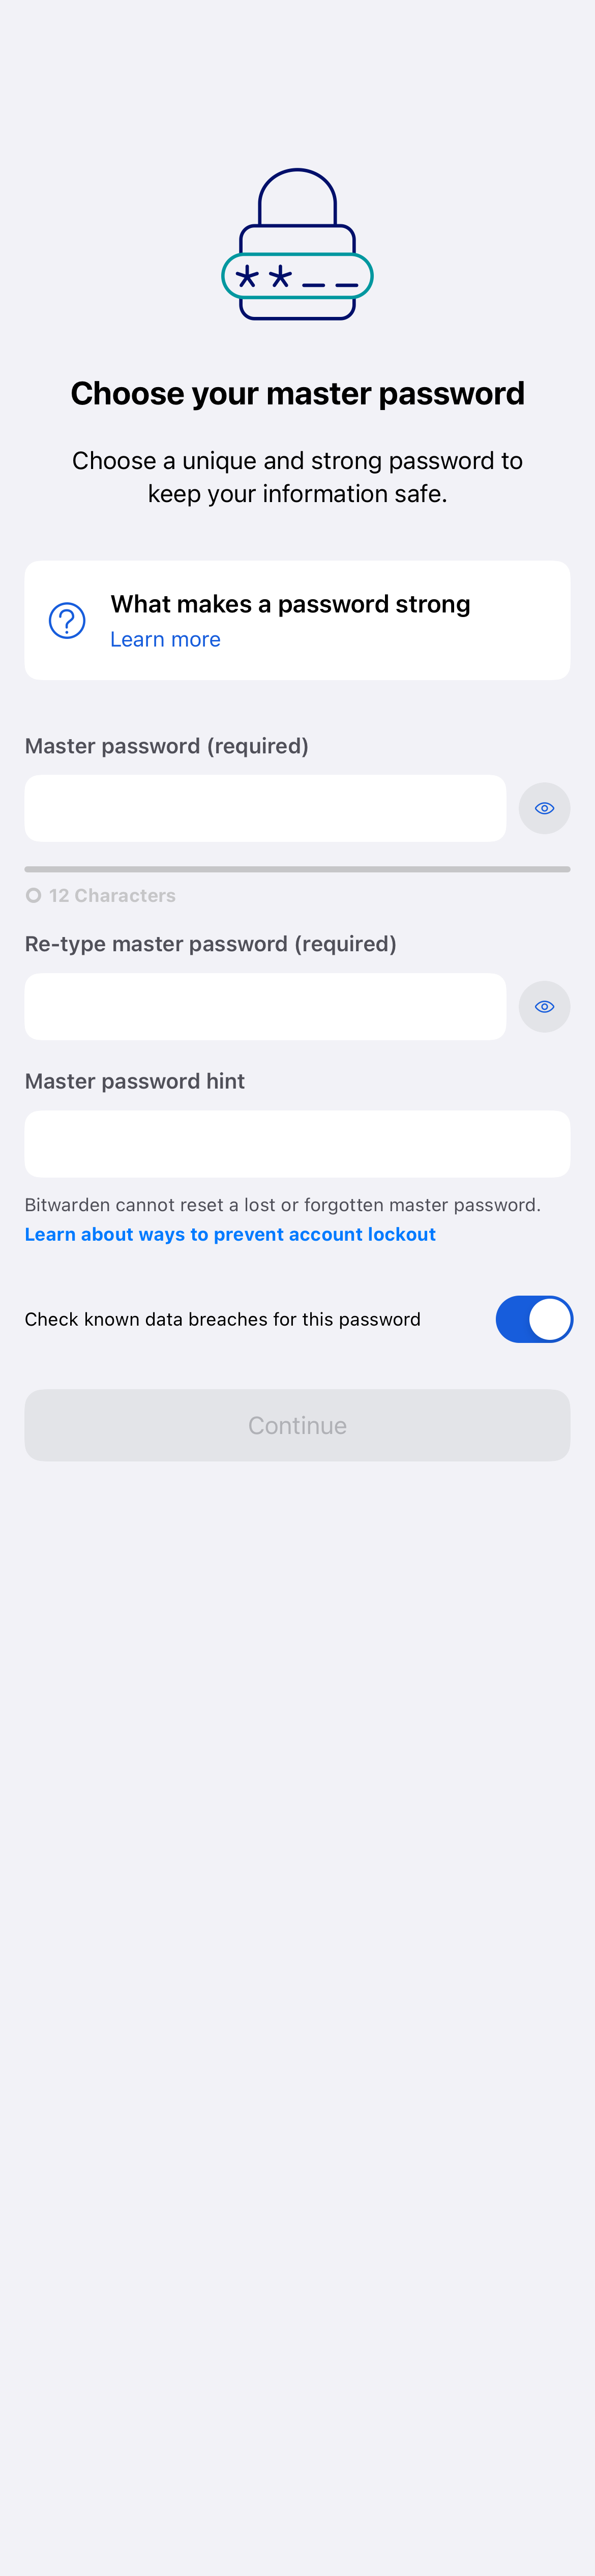 **__
Choose your master password
Choose a unique and strong password to
keep your information safe.
What makes a password strong
Learn more
Master password (required)
12 Characters
Re-type master password (required)
Master password hint
Bitwarden cannot reset a lost or forgotten master password.
Learn about ways to prevent account lockout
Check known data breaches for this password
Continue